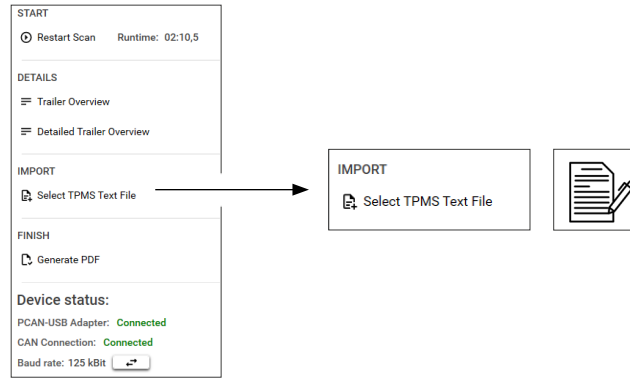 START
Restart Scan Runtime: 02:10,5
DETAILS
Trailer Overview
Detailed Trailer Overview
IMPORT
Select TPMS Text File
FINISH
Generate PDF
Device status:
PCAN-USB Adapter: Connected
CAN Connection: Connected
Baud rate: 125 kBit
IMPORT
Select TPMS Text File